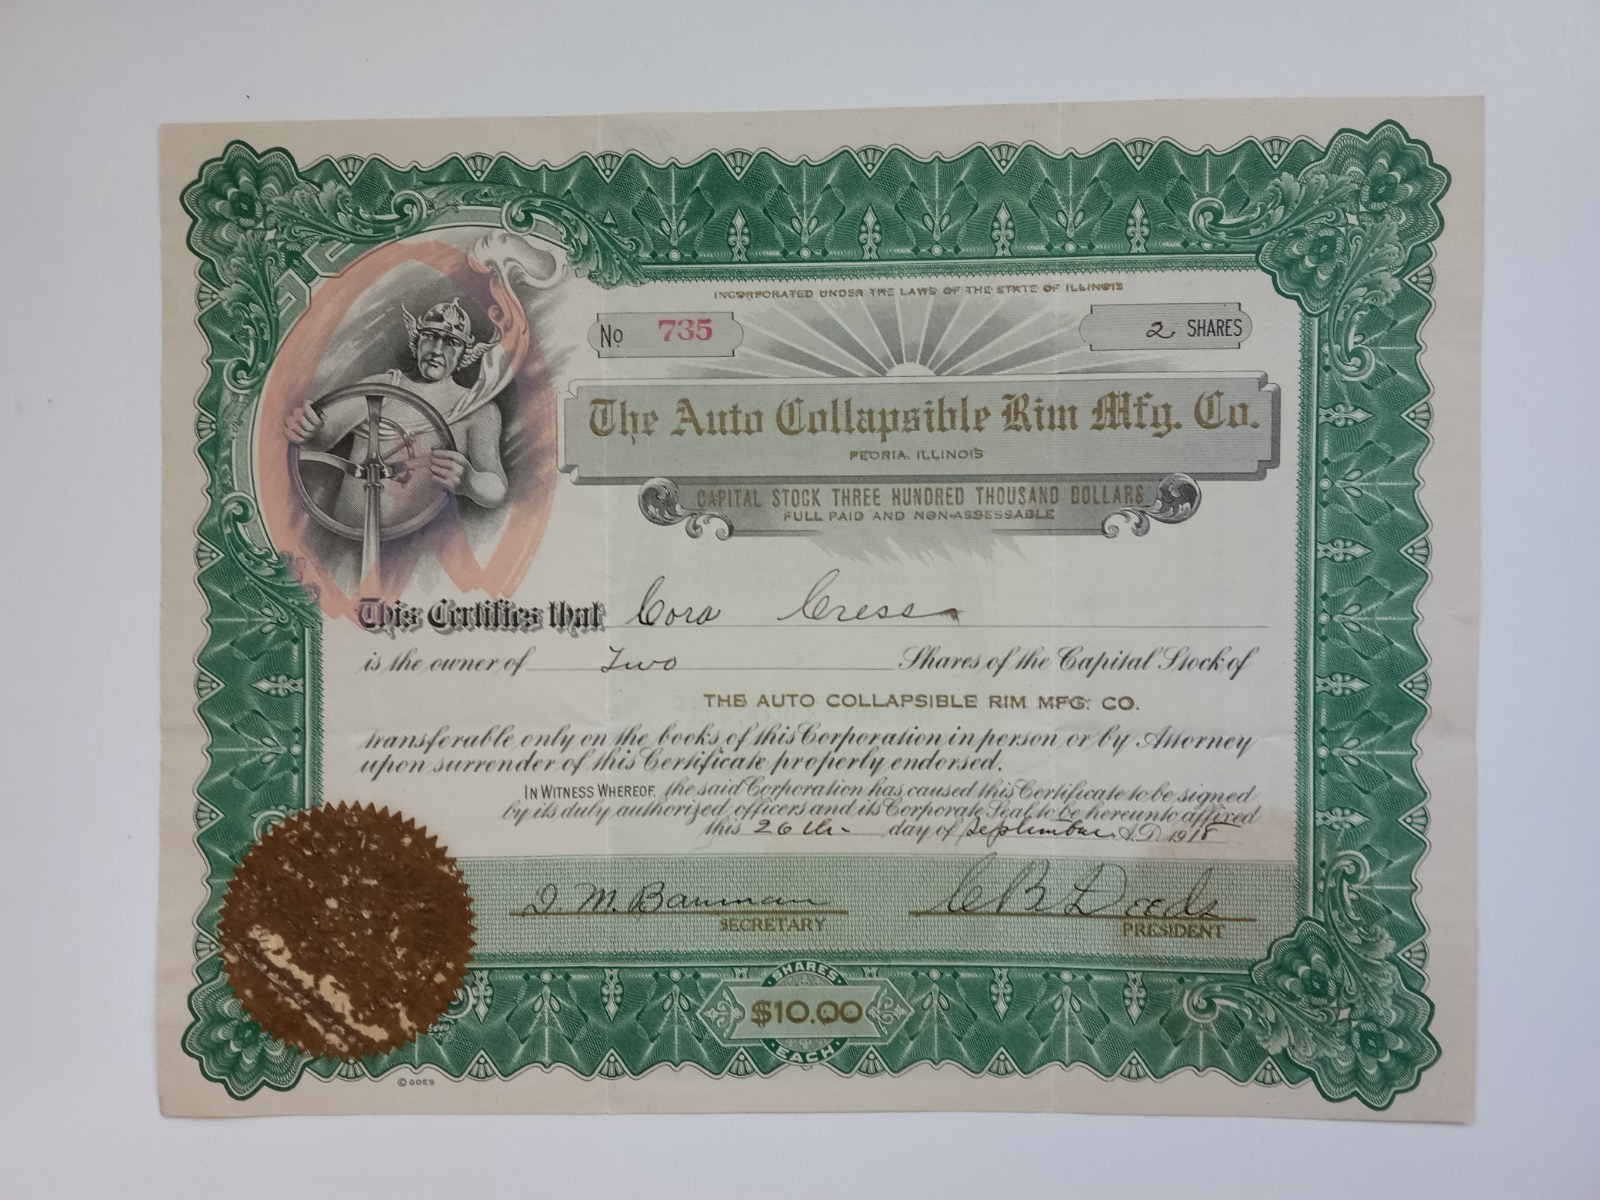 INCORPORATED UNDER THE LAWS OF THE STATE OF ILLINOIS
No 735
2 SHARES
The Auto Collapsible Rim Mfg. Co.
PEORIA, ILLINOIS
CAPITAL STOCK THREE HUNDRED THOUSAND DOLLARS
FULL PAID AND NON-ASSESSABLE
This Certifies that Cora Cress
is the owner of Two Shares of the Capital Stock of
THE AUTO COLLAPSIBLE RIM MFG. CO.
transferable only on the books of this Corporation in person or by Attorney
upon surrender of this Certificate properly endorsed.
IN WITNESS WHEREOF, the said Corporation has caused this Certificate to be signed
by its duly authorized officers and its Corporate Seal to be hereunto affixed
this 26th day of September A.D. 1918
I. M. Bauman
C B Deeds
SECRETARY
PRESIDENT
SHARES
$10.00
EACH
© GOES